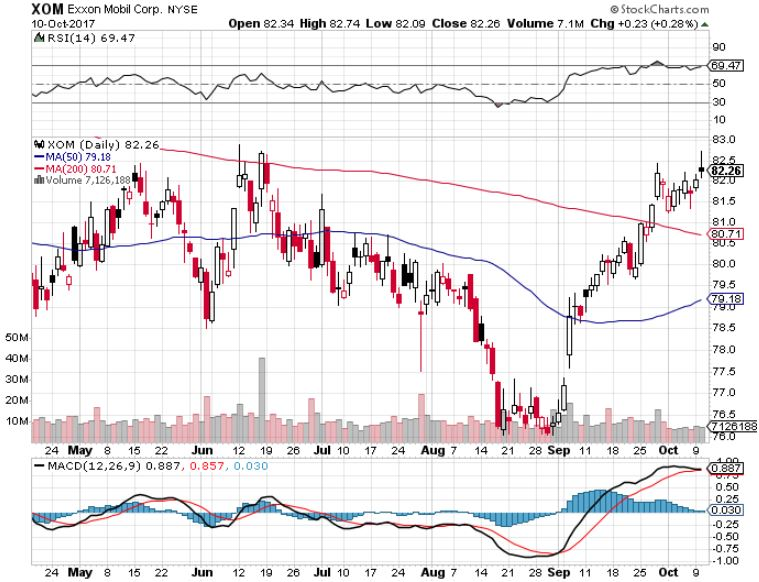 XOM Exxon Mobil Corp. NYSE © StockCharts.com
10-Oct-2017 Open 82.34 High 82.74 Low 82.09 Close 82.26 Volume 7.1M Chg +0.23 (+0.28%)
RSI(14) 69.47
90
69.47
50
30
10
XOM (Daily) 82.26
MA(50) 79.18
MA(200) 80.71
Volume 7,126,188
83.0
82.5
82.26
82.0
81.5
81.0
80.71
80.5
80.0
79.5
79.18
79.0
78.5
78.0
77.5
77.0
76.5
7126188
76.0
50M
40M
30M
20M
10M
24 May 8 15 22 Jun 5 12 19 26 Jul 10 17 24 Aug 7 14 21 28 Sep 11 18 25 Oct 9
MACD(12,26,9) 0.887, 0.857, 0.030
1.00
0.887
0.50
0.25
0.030
-0.25
-0.50
-0.75
-1.00
24 May 8 15 22 Jun 5 12 19 26 Jul 10 17 24 Aug 7 14 21 28 Sep 11 18 25 Oct 9